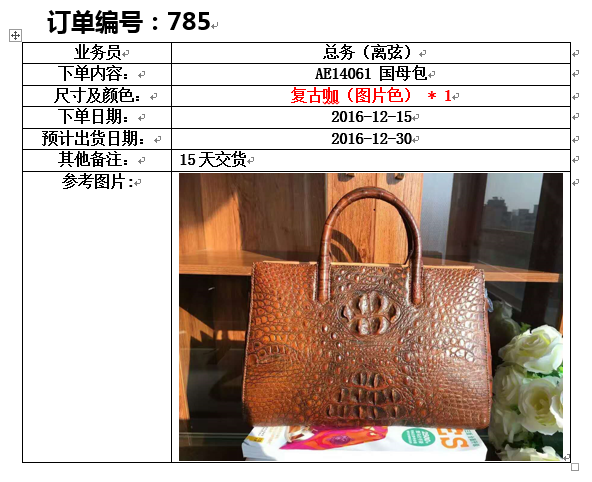 订单编号：785
业务员 总务（离弦）
下单内容： AE14061 国母包
尺寸及颜色： 复古咖（图片色） * 1
下单日期： 2016-12-15
预计出货日期： 2016-12-30
其他备注： 15天交货
参考图片:
ES